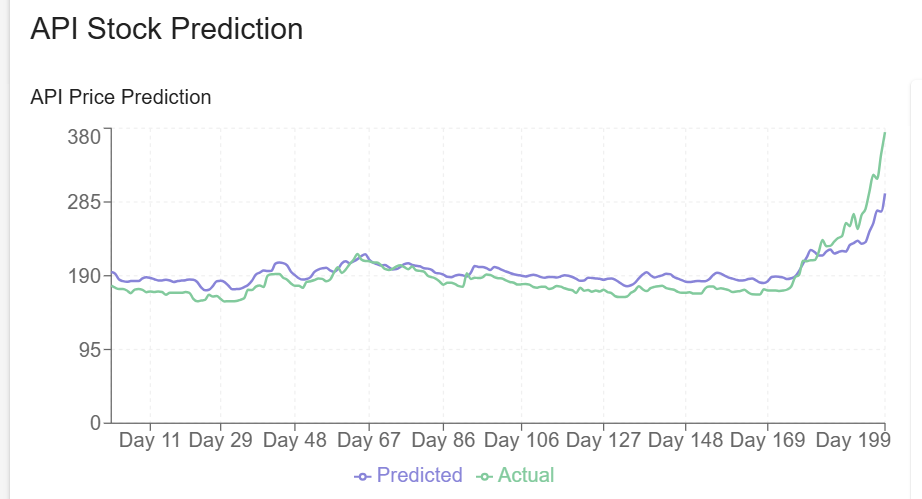 API Stock Prediction
API Price Prediction
380
285
190
95
0
Day 11 Day 29 Day 48 Day 67 Day 86 Day 106 Day 127 Day 148 Day 169 Day 199
Predicted Actual